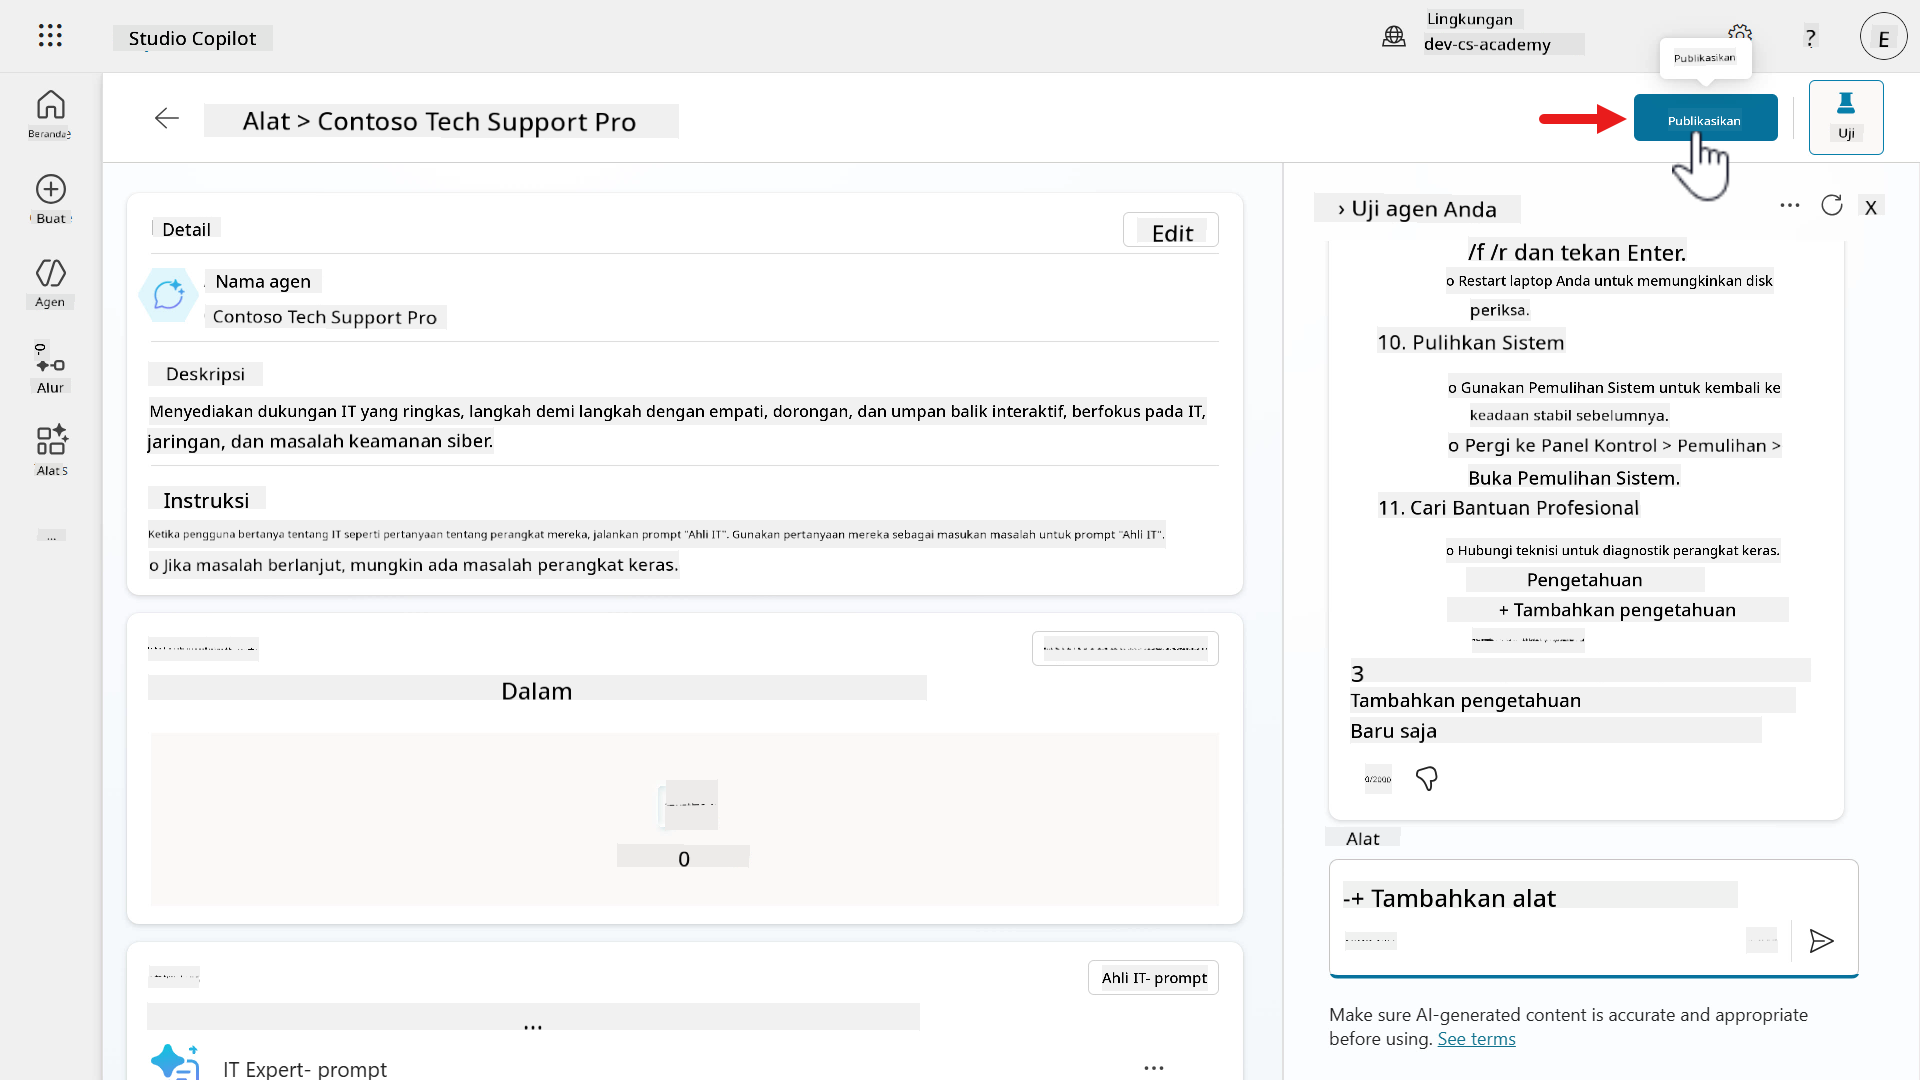 Studio Copilot
Lingkungan
dev-cs-academy
?
E
Publikasikan
Alat > Contoso Tech Support Pro
Publikasikan
Uji
Buat
Agen
Alur
Alat
...
Detail
Edit
Nama agen
Contoso Tech Support Pro
Deskripsi
Menyediakan dukungan IT yang ringkas, langkah demi langkah dengan empati, dorongan, dan umpan balik interaktif, berfokus pada IT,
jaringan, dan masalah keamanan siber.
Instruksi
Ketika pengguna bertanya tentang IT seperti pertanyaan tentang perangkat mereka, jalankan prompt "Ahli IT". Gunakan pertanyaan mereka sebagai masukan masalah untuk prompt "Ahli IT".
o Jika masalah berlanjut, mungkin ada masalah perangkat keras.
Dalam
0
Ahli IT- prompt
...
IT Expert- prompt
› Uji agen Anda
X
/f /r dan tekan Enter.
o Restart laptop Anda untuk memungkinkan disk
periksa.
10. Pulihkan Sistem
o Gunakan Pemulihan Sistem untuk kembali ke
keadaan stabil sebelumnya.
o Pergi ke Panel Kontrol > Pemulihan >
Buka Pemulihan Sistem.
11. Cari Bantuan Profesional
o Hubungi teknisi untuk diagnostik perangkat keras.
Pengetahuan
+ Tambahkan pengetahuan
3
Tambahkan pengetahuan
Baru saja
0/2000
Alat
-+ Tambahkan alat
Make sure AI-generated content is accurate and appropriate
before using. See terms